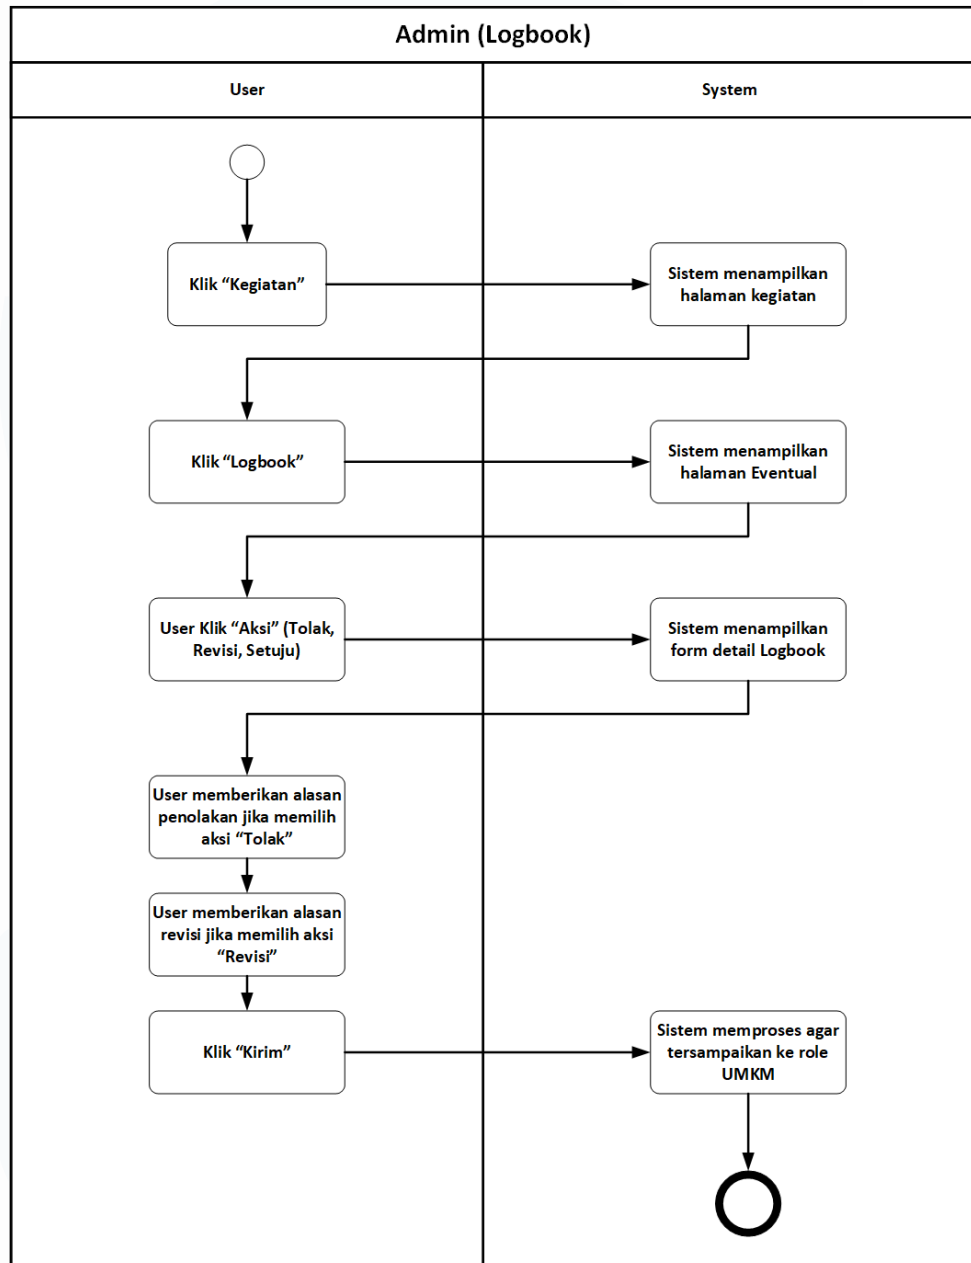 Admin (Logbook)
User
System
Klik “Kegiatan”
Sistem menampilkan
halaman kegiatan
Klik “Logbook”
Sistem menampilkan
halaman Eventual
User Klik “Aksi” (Tolak,
Revisi, Setuju)
Sistem menampilkan
form detail Logbook
User memberikan alasan
penolakan jika memilih
aksi “Tolak”
User memberikan alasan
revisi jika memilih aksi
“Revisi”
Klik “Kirim”
Sistem memproses agar
tersampaikan ke role
UMKM